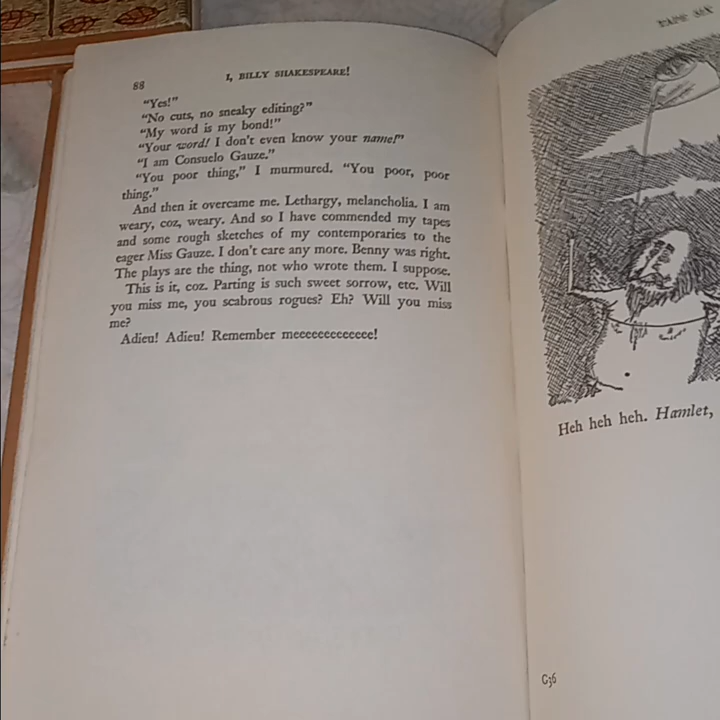 88
I, BILLY SHAKESPEARE!
"Yes!"
"No cuts, no sneaky editing?"
"My word is my bond!"
"Your word! I don't even know your name!"
"I am Consuelo Gauze."
"You poor thing," I murmured. "You poor, poor
thing."
And then it overcame me. Lethargy, melancholia. I am
weary, coz, weary. And so I have commended my tapes
and some rough sketches of my contemporaries to the
eager Miss Gauze. I don't care any more. Benny was right.
The plays are the thing, not who wrote them. I suppose.
This is it, coz. Parting is such sweet sorrow, etc. Will
you miss me, you scabrous rogues? Eh? Will you miss
me?
Adieu! Adieu! Remember meeeeeeeeeeeee!
TAPE SIX
Heh heh heh. Hamlet,
C36